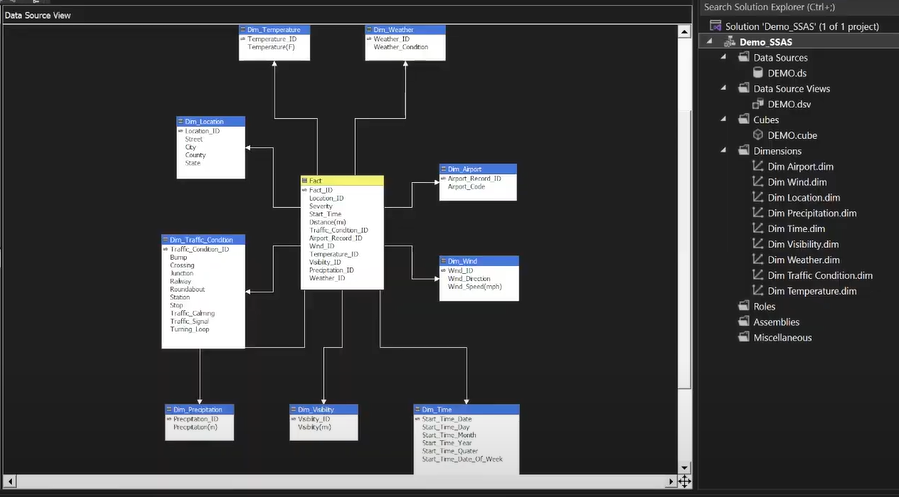 Data Source View
Dim_Temperature
Temperature_ID
Temperature(F)
Dim_Weather
Weather_ID
Weather_Condition
Dim_Location
Location_ID
Street
City
County
State
Fact
Fact_ID
Location_ID
Severity
Start_Time
Distance(mi)
Traffic_Condition_ID
Airport_Record_ID
Wind_ID
Temperature_ID
Visiblity_ID
Preciptation_ID
Weather_ID
Dim_Airport
Airport_Record_ID
Airport_Code
Dim_Traffic_Condition
Traffic_Condition_ID
Bump
Crossing
Junction
Railway
Roundabout
Station
Stop
Traffic_Calming
Traffic_Signal
Turning_Loop
Dim_Wind
Wind_ID
Wind_Direction
Wind_Speed(mph)
Dim_Precipitation
Precipitation_ID
Precipitation(in)
Dim_Visiblity
Visiblity_ID
Visiblity(mi)
Dim_Time
Start_Time_Date
Start_Time_Day
Start_Time_Month
Start_Time_Year
Start_Time_Quater
Start_Time_Date_Of_Week
Search Solution Explorer (Ctrl+;)
Solution 'Demo_SSAS' (1 of 1 project)
Demo_SSAS
Data Sources
DEMO.ds
Data Source Views
DEMO.dsv
Cubes
DEMO.cube
Dimensions
Dim Airport.dim
Dim Wind.dim
Dim Location.dim
Dim Precipitation.dim
Dim Time.dim
Dim Visibility.dim
Dim Weather.dim
Dim Traffic Condition.dim
Dim Temperature.dim
Roles
Assemblies
Miscellaneous